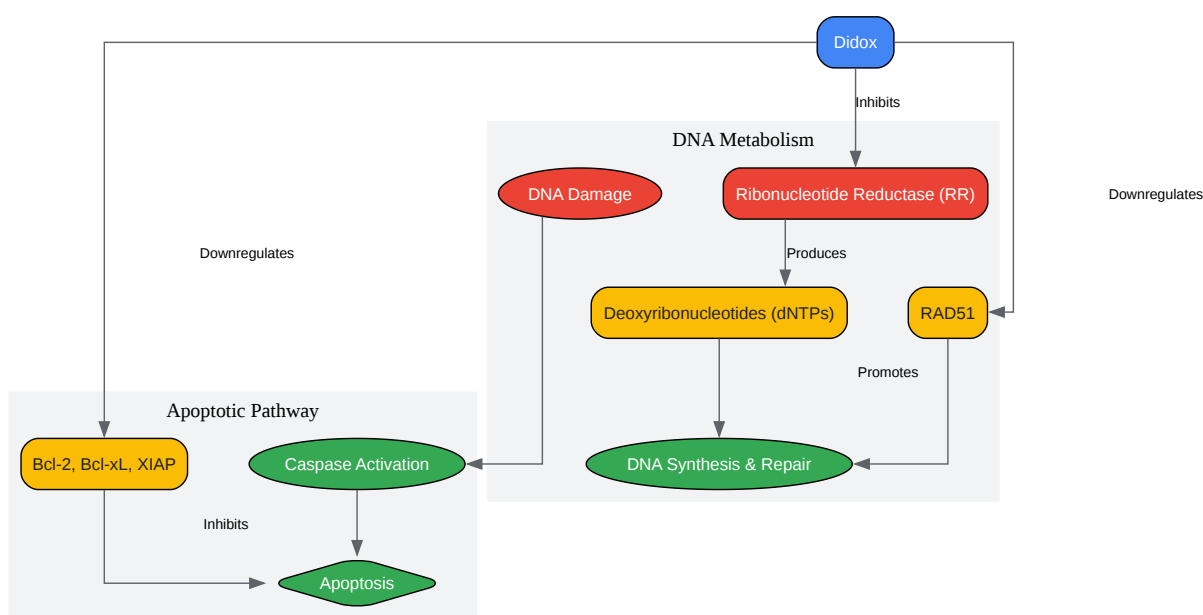 Didox
Inhibits
DNA Metabolism
DNA Damage
Ribonucleotide Reductase (RR)
Downregulates
Downregulates
Produces
Deoxyribonucleotides (dNTPs)
RAD51
Promotes
Apoptotic Pathway
Bcl-2, Bcl-xL, XIAP
Caspase Activation
DNA Synthesis & Repair
Inhibits
Apoptosis